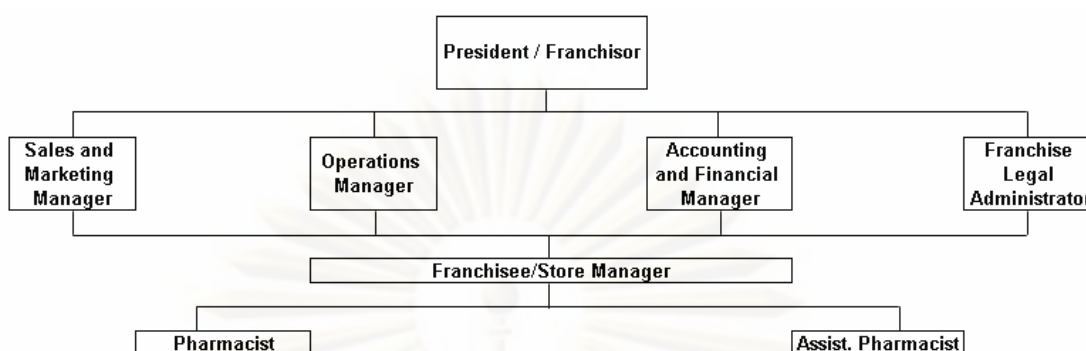 President / Franchisor
Sales and
Marketing
Manager
Operations
Manager
Accounting
and Financial
Manager
Franchise
Legal
Administrator
Franchisee/Store Manager
Pharmacist
Assist. Pharmacist